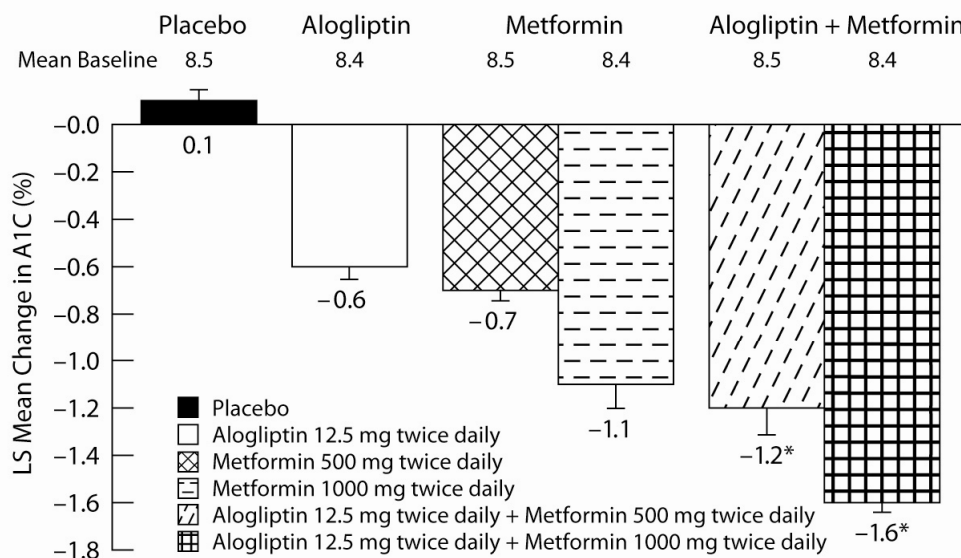 Placebo Alogliptin Metformin Alogliptin + Metformin
Mean Baseline 8.5 8.4 8.5 8.4 8.5 8.4
LS Mean Change in A1C (%)
−0.0
−0.2
−0.4
−0.6
−0.8
−1.0
−1.2
−1.4
−1.6
−1.8
0.1
−0.6
−0.7
−1.1
−1.2*
−1.6*
Placebo
Alogliptin 12.5 mg twice daily
Metformin 500 mg twice daily
Metformin 1000 mg twice daily
Alogliptin 12.5 mg twice daily + Metformin 500 mg twice daily
Alogliptin 12.5 mg twice daily + Metformin 1000 mg twice daily